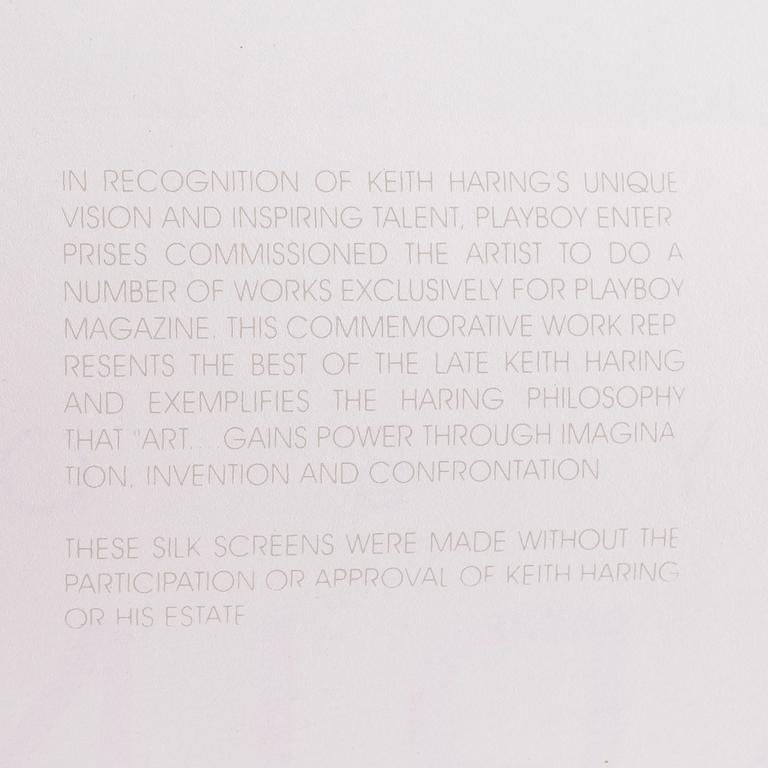 IN RECOGNITION OF KEITH HARING'S UNIQUE
VISION AND INSPIRING TALENT, PLAYBOY ENTER
PRISES COMMISSIONED THE ARTIST TO DO A
NUMBER OF WORKS EXCLUSIVELY FOR PLAYBOY
MAGAZINE. THIS COMMEMORATIVE WORK REP
RESENTS THE BEST OF THE LATE KEITH HARING
AND EXEMPLIFIES THE HARING PHILOSOPHY
THAT "ART. . .GAINS POWER THROUGH IMAGINA
TION, INVENTION AND CONFRONTATION
THESE SILK SCREENS WERE MADE WITHOUT THE
PARTICIPATION OR APPROVAL OF KEITH HARING
OR HIS ESTATE